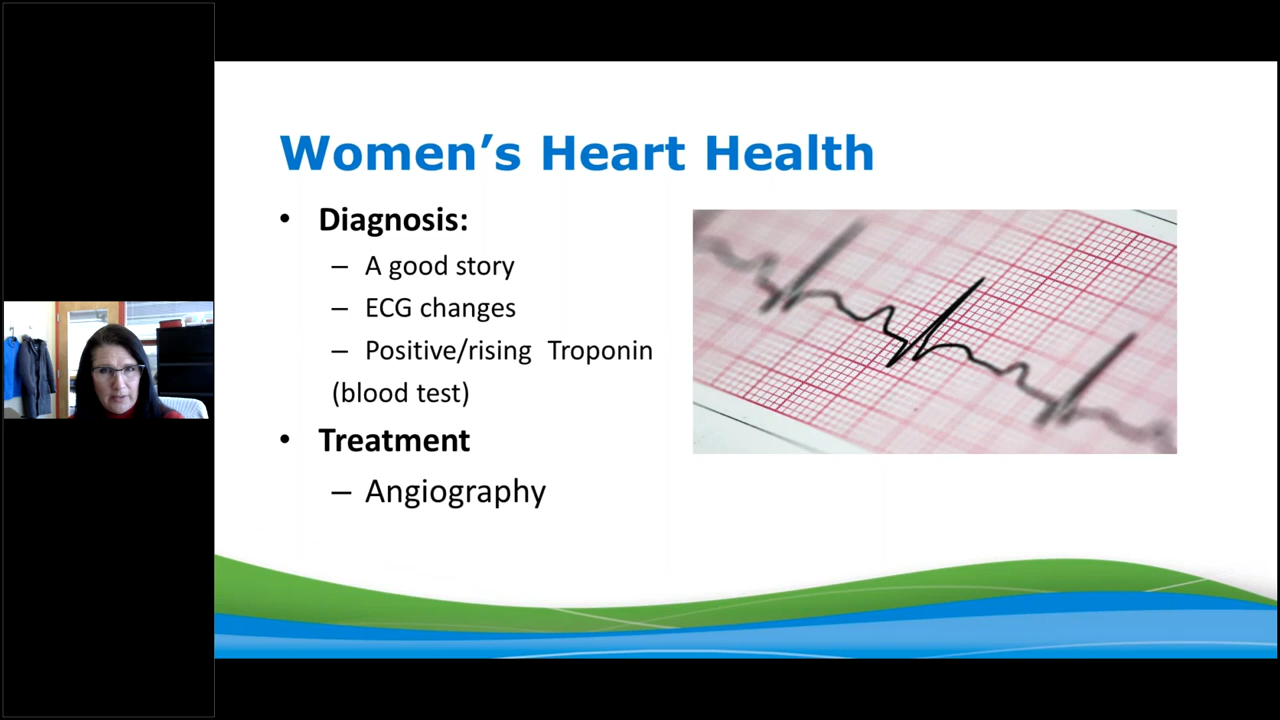 Women’s Heart Health
• Diagnosis:
– A good story
– ECG changes
– Positive/rising Troponin
(blood test)
• Treatment
– Angiography